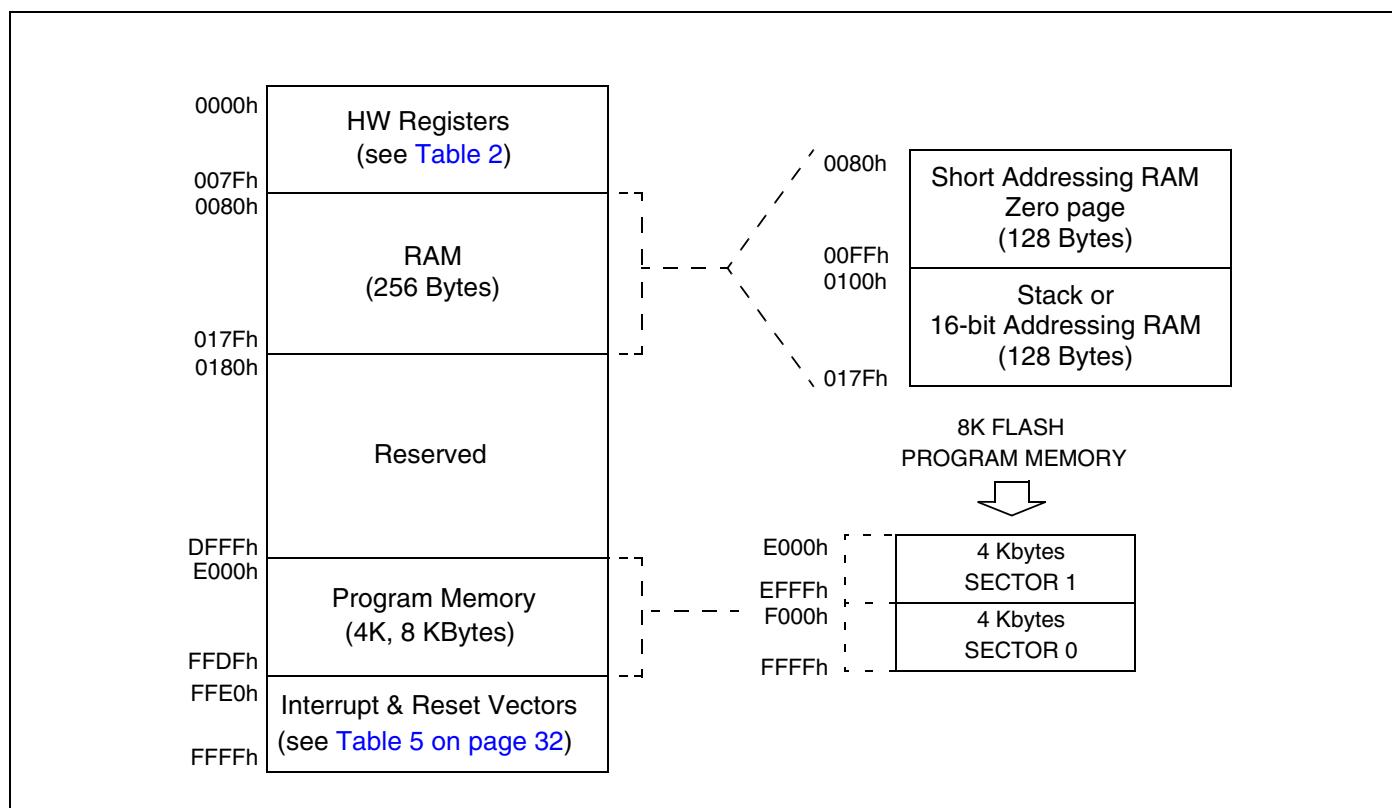 0000h
HW Registers
(see Table 2)
007Fh
0080h
RAM
(256 Bytes)
017Fh
0180h
Reserved
DFFFh
E000h
Program Memory
(4K, 8 KBytes)
FFDFh
FFE0h
Interrupt & Reset Vectors
(see Table 5 on page 32)
FFFFh
0080h
Short Addressing RAM
Zero page
(128 Bytes)
00FFh
0100h
Stack or
16-bit Addressing RAM
(128 Bytes)
017Fh
8K FLASH
PROGRAM MEMORY
E000h
4 Kbytes
SECTOR 1
EFFFh
F000h
4 Kbytes
SECTOR 0
FFFFh